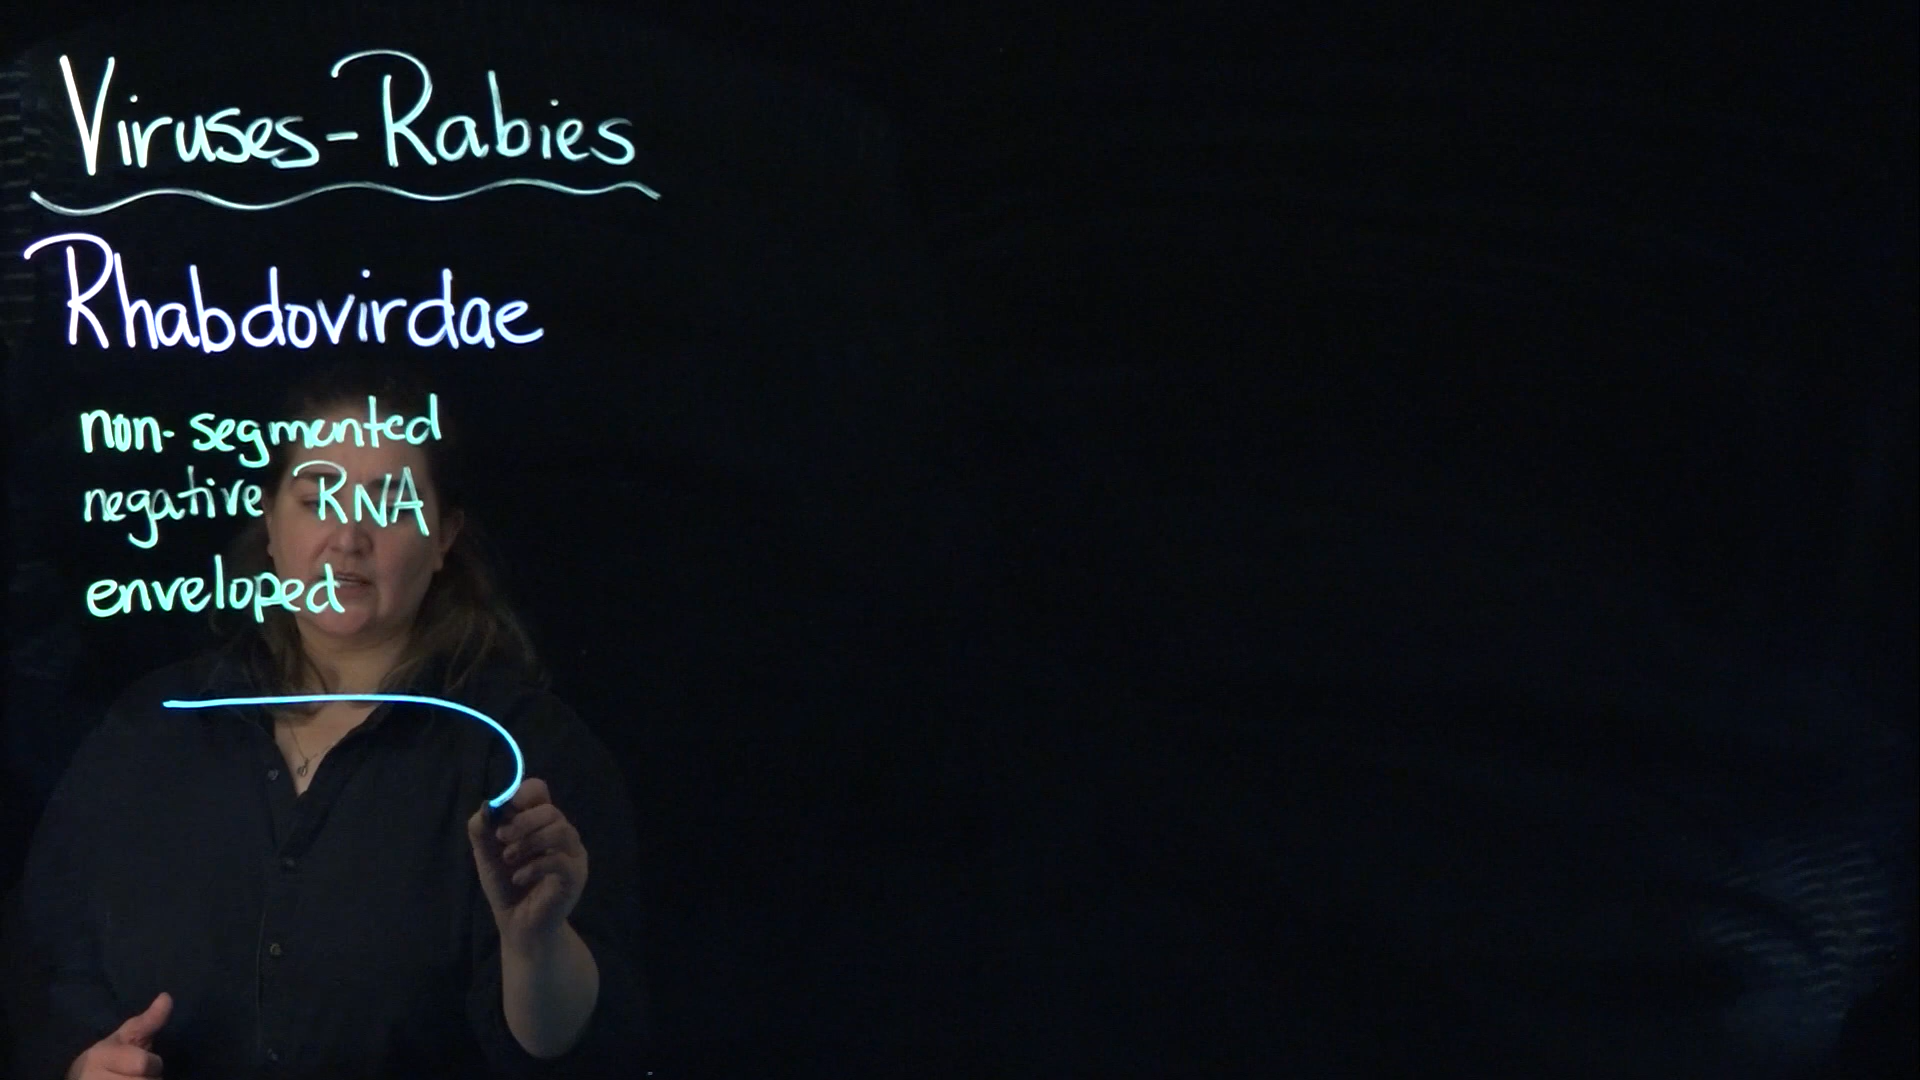 Viruses-Rabies
Rhabdovirdae
non-segmented
negative RNA
enveloped